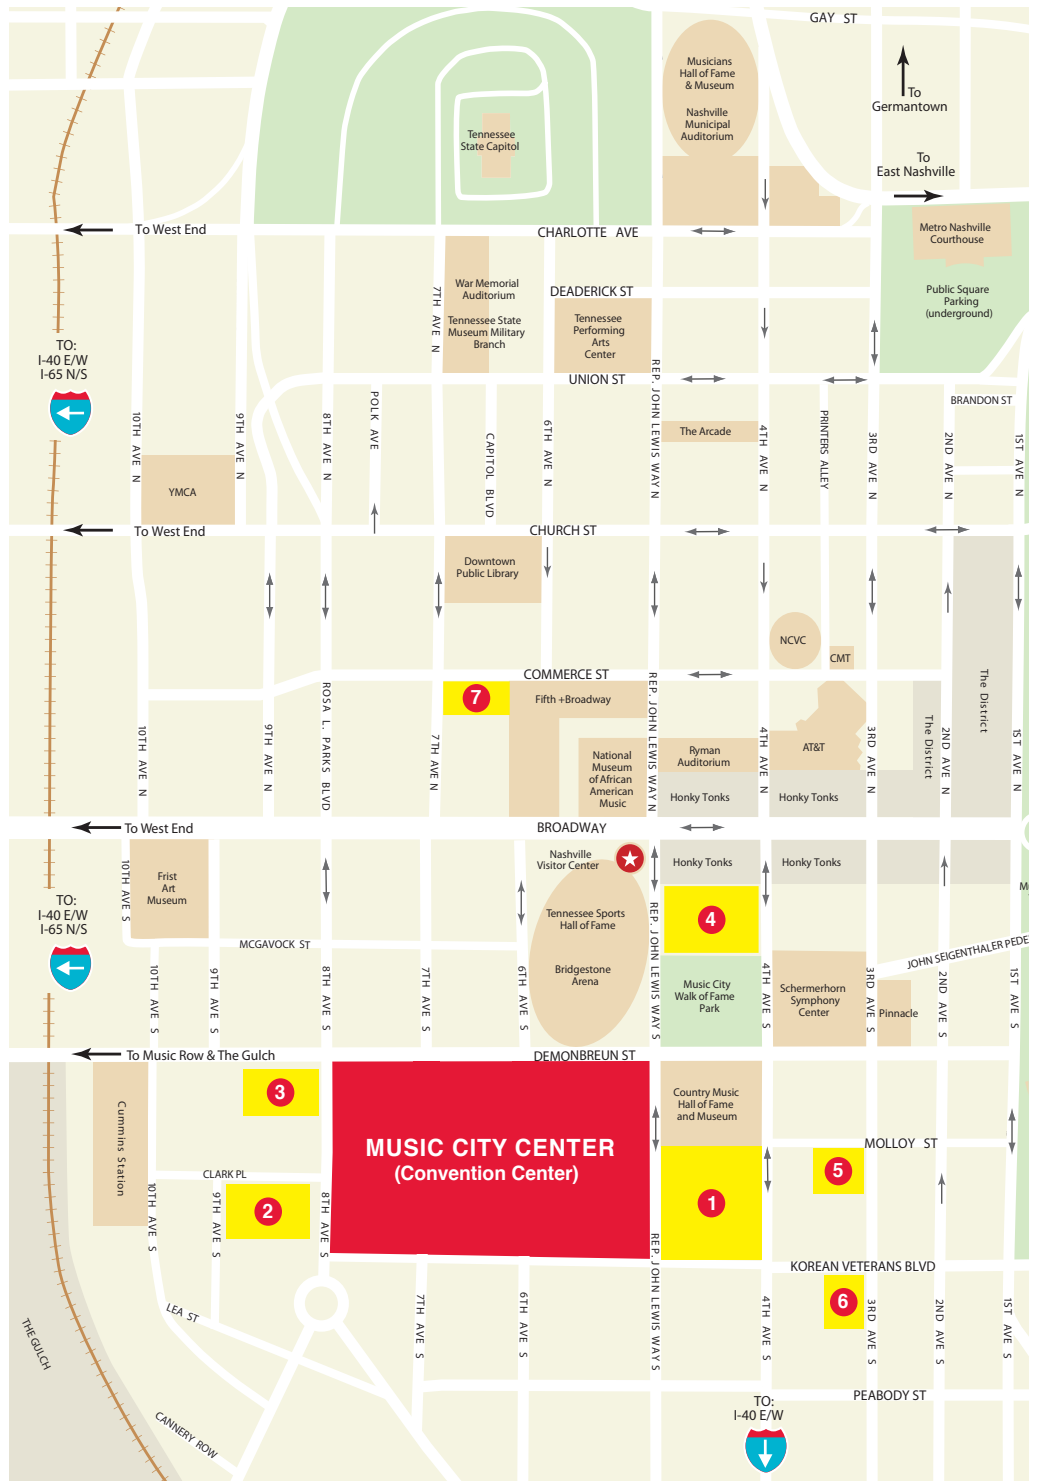 GAY ST
Musicians
Hall of Fame
& Museum
Nashville
Municipal
Auditorium
To
Germantown
Tennessee
State Capitol
To
East Nashville
To West End
CHARLOTTE AVE
Metro Nashville
Courthouse
War Memorial
Auditorium
Tennessee State
Museum Military
Branch
7TH AVE N
DEADERICK ST
Tennessee
Performing
Arts
Center
Public Square
Parking
(underground)
TO:
I-40 E/W
I-65 N/S
UNION ST
REP. JOHN LEWIS WAY N
BRANDON ST
10TH AVE N
9TH AVE N
8TH AVE N
POLK AVE
CAPITOL BLVD
6TH AVE N
The Arcade
4TH AVE N
PRINTERS ALLEY
3RD AVE N
2ND AVE N
1ST AVE N
YMCA
To West End
CHURCH ST
Downtown
Public Library
NCVC
CMT
COMMERCE ST
7
Fifth +Broadway
REP. JOHN LEWIS WAY N
The District
The District
10TH AVE N
9TH AVE N
ROSA L. PARKS BLVD
7TH AVE N
National
Museum
of African
American
Music
Ryman
Auditorium
4TH AVE N
AT&T
3RD AVE N
2ND AVE N
1ST AVE N
Honky Tonks
Honky Tonks
To West End
BROADWAY
Nashville
Visitor Center
Honky Tonks
Honky Tonks
10TH AVE S
Frist
Art
Museum
TO:
I-40 E/W
I-65 N/S
Tennessee Sports
Hall of Fame
Bridgestone
Arena
REP. JOHN LEWIS WAY S
4
MCGAVOCK ST
JOHN SEIGENTHALER PEDE
10TH AVE S
9TH AVE S
8TH AVE S
7TH AVE S
6TH AVE S
Music City
Walk of Fame
Park
4TH AVE S
Schermerhorn
Symphony
Center
3RD AVE S
Pinnacle
2ND AVE S
1ST AVE S
To Music Row & The Gulch
DEMONBREUN ST
3
Cummins Station
Country Music
Hall of Fame
and Museum
MUSIC CITY CENTER
(Convention Center)
MOLLOY ST
5
CLARK PL
10TH AVE S
9TH AVE S
2
8TH AVE S
1
REP. JOHN LEWIS WAY S
KOREAN VETERANS BLVD
6
LEA ST
THE GULCH
7TH AVE S
6TH AVE S
4TH AVE S
3RD AVE S
2ND AVE S
1ST AVE S
CANNERY ROW
PEABODY ST
TO:
I-40 E/W